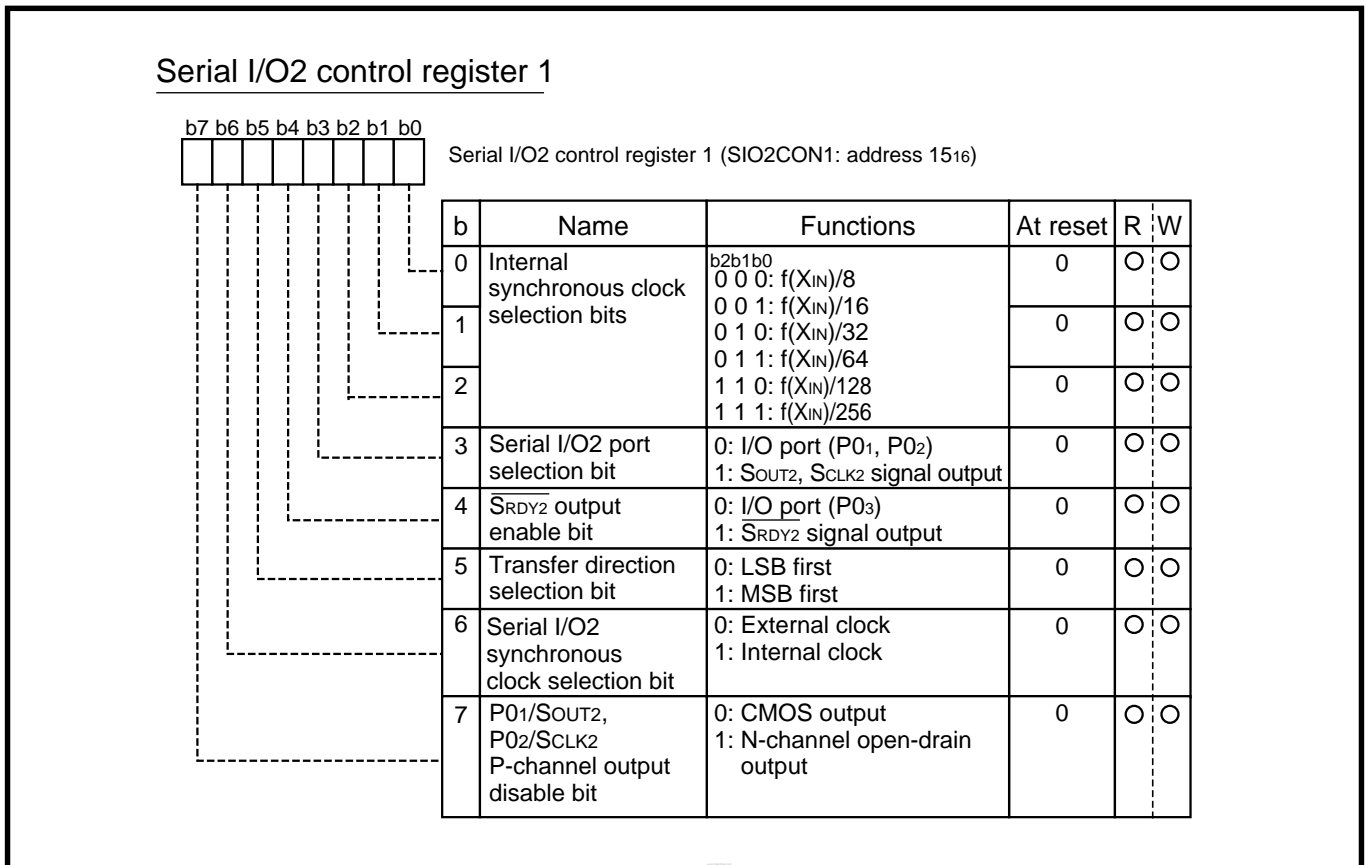 Serial I/O2 control register 1
b7 b6 b5 b4 b3 b2 b1 b0
Serial I/O2 control register 1 (SIO2CON1: address 1516)
b Name Functions At reset R W
0 Internal synchronous clock selection bits
b2b1b0
0 0 0: f(XIN)/8
0 0 1: f(XIN)/16
0 1 0: f(XIN)/32
0 1 1: f(XIN)/64
1 1 0: f(XIN)/128
1 1 1: f(XIN)/256
0 ○ ○
1 0 ○ ○
2 0 ○ ○
3 Serial I/O2 port
selection bit
0: I/O port (P01, P02)
1: SOUT2, SCLK2 signal output
0 ○ ○
4 SRDY2 output
enable bit
0: I/O port (P03)
1: SRDY2 signal output
0 ○ ○
5 Transfer direction
selection bit
0: LSB first
1: MSB first
0 ○ ○
6 Serial I/O2
synchronous
clock selection bit
0: External clock
1: Internal clock
0 ○ ○
7 P01/SOUT2,
P02/SCLK2
P-channel output
disable bit
0: CMOS output
1: N-channel open-drain
output
0 ○ ○